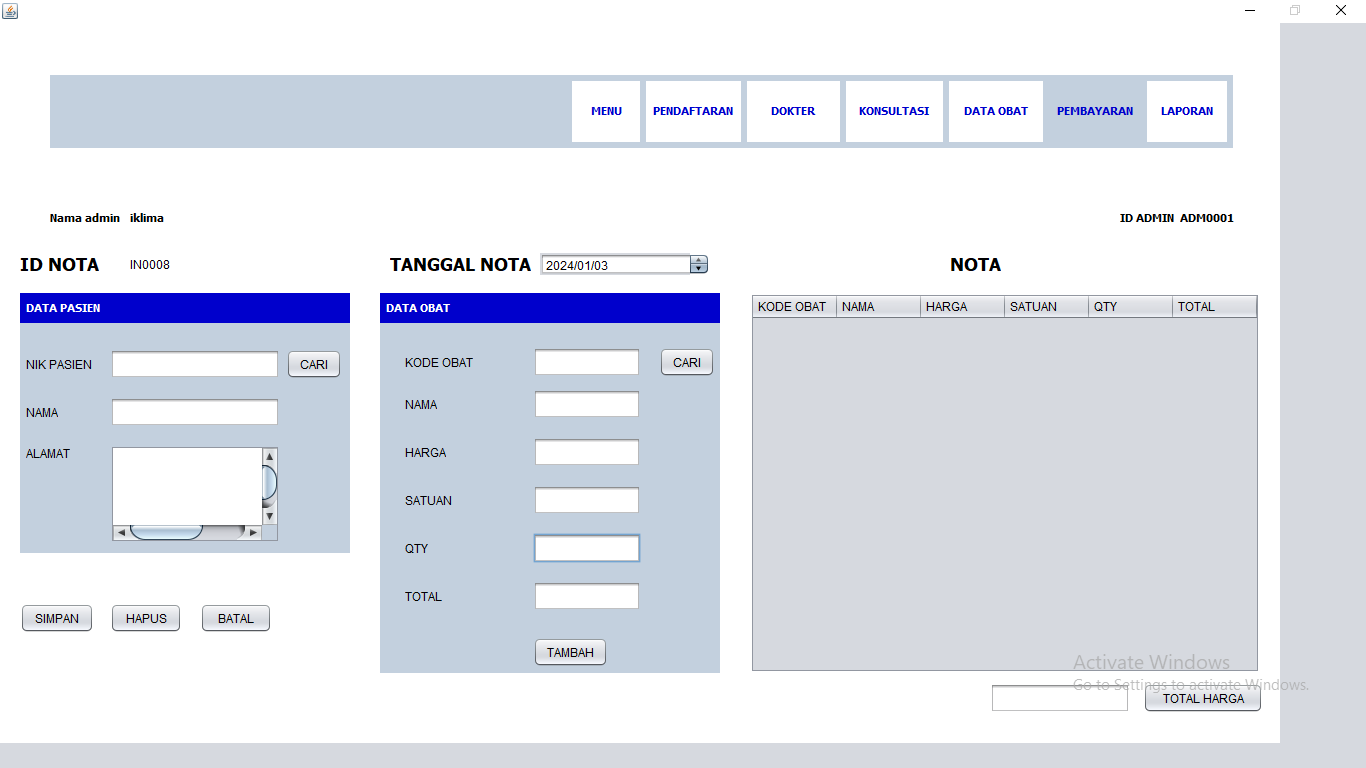 MENU PENDAFTARAN DOKTER KONSULTASI DATA OBAT PEMBAYARAN LAPORAN
Nama admin iklima
ID ADMIN ADM0001
ID NOTA IN0008
TANGGAL NOTA 2024/01/03
NOTA
DATA PASIEN
NIK PASIEN CARI
NAMA
ALAMAT
SIMPAN HAPUS BATAL
DATA OBAT
KODE OBAT CARI
NAMA
HARGA
SATUAN
QTY
TOTAL
TAMBAH
KODE OBAT NAMA HARGA SATUAN QTY TOTAL
Activate Windows
Go to Settings to activate Windows.
TOTAL HARGA